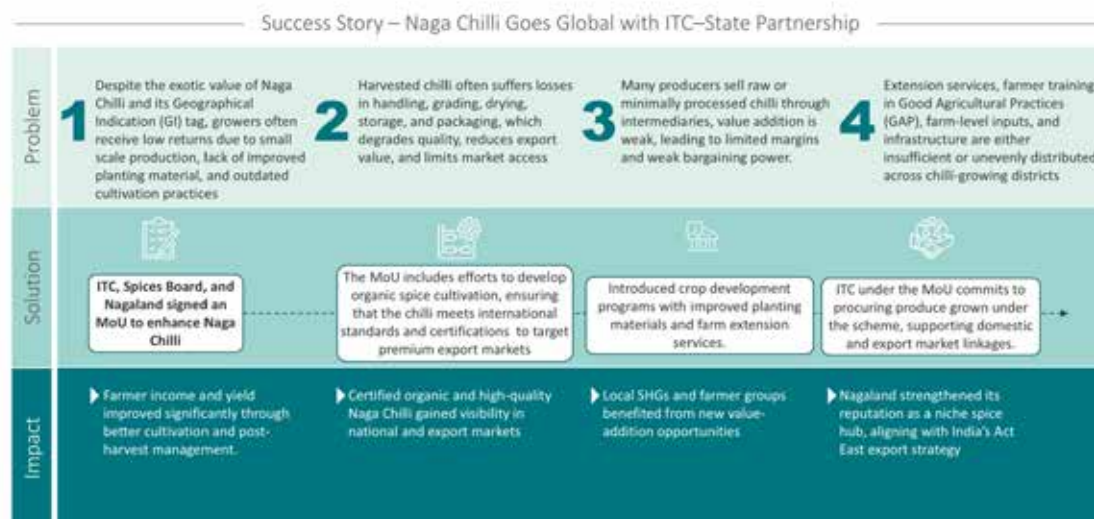 Success Story – Naga Chilli Goes Global with ITC–State Partnership
Problem
1
Despite the exotic value of Naga
Chilli and its Geographical
Indication (GI) tag, growers often
receive low returns due to small
scale production, lack of improved
planting material, and outdated
cultivation practices
2
Harvested chilli often suffers losses
in handling, grading, drying,
storage, and packaging, which
degrades quality, reduces export
value, and limits market access
3
Many producers sell raw or
minimally processed chilli through
intermediaries, value addition is
weak, leading to limited margins
and weak bargaining power.
4
Extension services, farmer training
in Good Agricultural Practices
(GAP), farm-level inputs, and
infrastructure are either
insufficient or unevenly distributed
across chilli-growing districts
Solution
ITC, Spices Board, and
Nagaland signed an
MoU to enhance Naga
Chilli
The MoU includes efforts to develop
organic spice cultivation, ensuring
that the chilli meets international
standards and certifications to target
premium export markets
Introduced crop development
programs with improved planting
materials and farm extension
services.
ITC under the MoU commits to
procuring produce grown under
the scheme, supporting domestic
and export market linkages.
Impact
Farmer income and yield
improved significantly through
better cultivation and post-
harvest management.
Certified organic and high-quality
Naga Chilli gained visibility in
national and export markets
Local SHGs and farmer groups
benefited from new value-
addition opportunities
Nagaland strengthened its
reputation as a niche spice
hub, aligning with India's Act
East export strategy